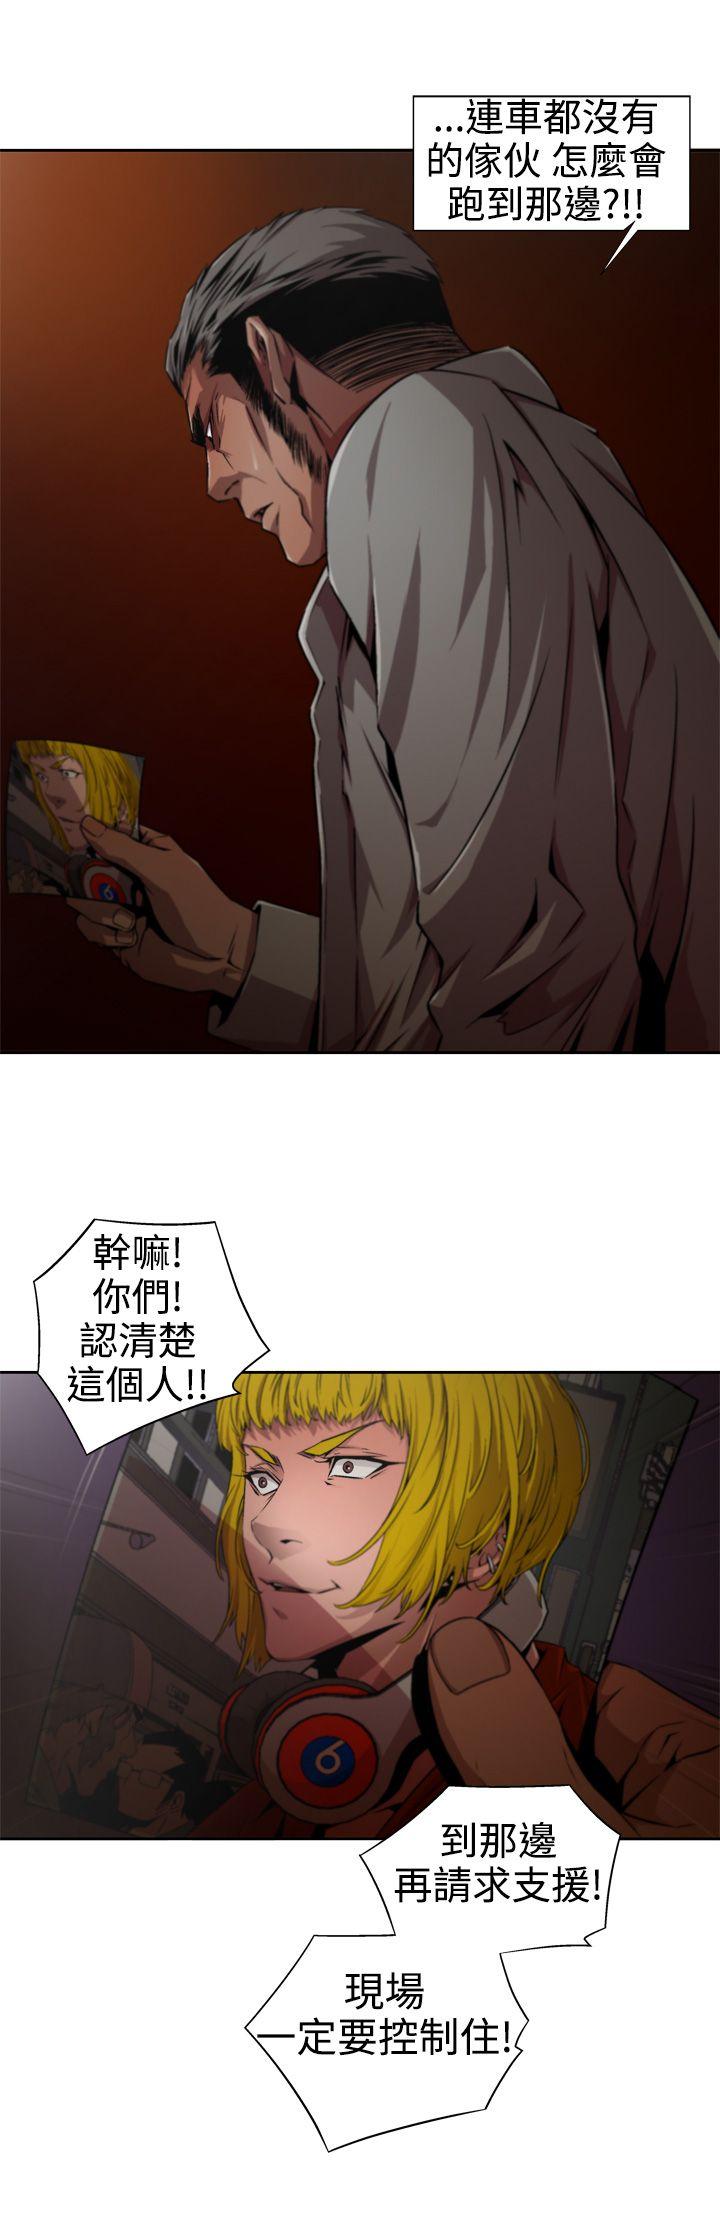 ...連車都沒有
的傢伙 怎麼會
跑到那邊?!!
6
幹嘛!
你們!
認清楚
這個人!!
6
到那邊
再請求支援!
現場
一定要控制住!